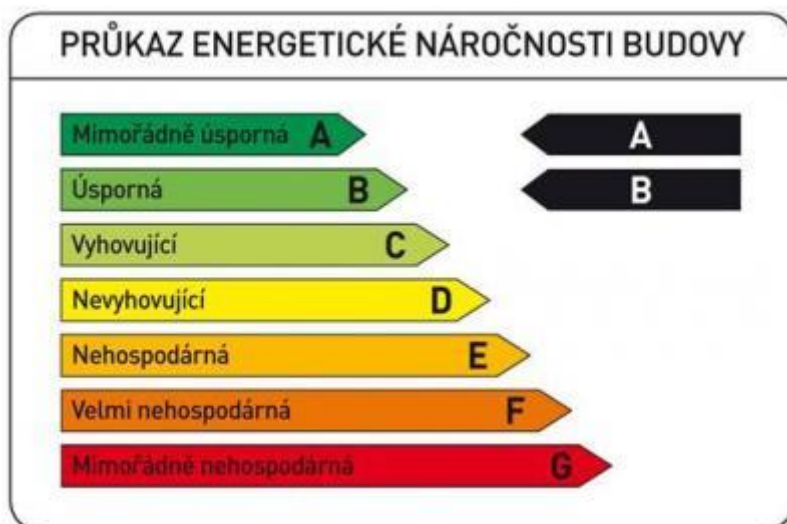 PRŮKAZ ENERGETICKÉ NÁROČNOSTI BUDOVY
Mimořádně úsporná A A
Úsporná B B
Vyhovující C
Nevyhovující D
Nehospodárná E
Velmi nehospodárná F
Mimořádně nehospodárná G